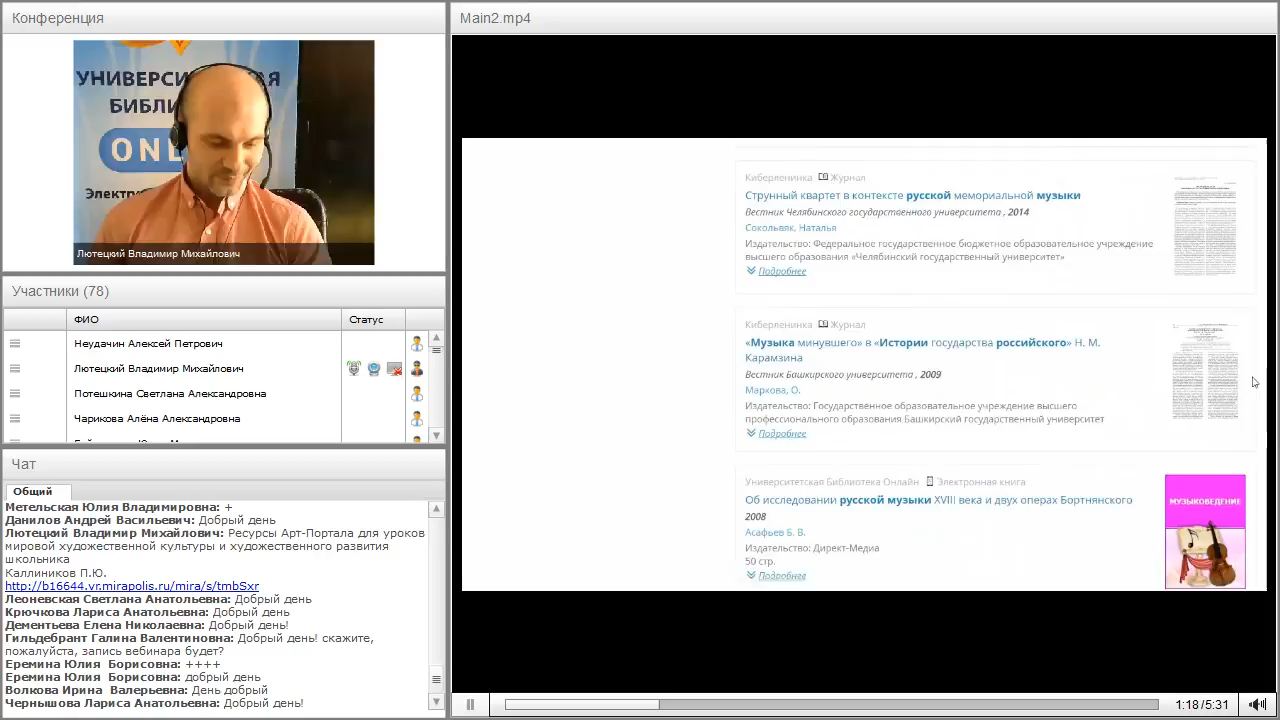 Конференция
УНИВЕРСИ
БИБЛИ
ONL
Электр
Лютецкий Владимир Михайлович
Участники (78)
ФИО
Статус
Неудачин Алексей Петрович
Лютецкий Владимир Михайлович
Потешкина Светлана Александровна
Черкасова Алёна Александровна
Чат
Общий
Метельская Юлия Владимировна: +
Данилов Андрей Васильевич: Добрый день
Лютецкий Владимир Михайлович: Ресурсы Арт-Портала для уроков
мировой художественной культуры и художественного развития
школьника
Каллиников П.Ю.
http://b16644.vr.mirapolis.ru/mira/s/tmbSxr
Леоневская Светлана Анатольевна: Добрый день
Крючкова Лариса Анатольевна: Добрый день
Дементьева Елена Николаевна: Добрый день!
Гильдебрант Галина Валентиновна: Добрый день! скажите,
пожалуйста, запись вебинара будет?
Еремина Юлия Борисовна: ++++
Еремина Юлия Борисовна: добрый день
Волкова Ирина Валерьевна: День добрый
Чернышова Лариса Анатольевна: Добрый день!
Main2.mp4
Киберленинка Журнал
Струнный квартет в контексте русской мемориальной музыки
Вестник Челябинского государственного университета , 2014
Сокольвяк, Наталья
Издательство: Федеральное государственное бюджетное образовательное учреждение
высшего образования «Челябинский государственный университет»
Подробнее
Киберленинка Журнал
«Музыка минувшего» в «Истории государства российского» Н. М.
Карамзина
Вестник Башкирского университета , 2009
Маркова, О.
Издательство: Государственное образовательное учреждение высшего
профессионального образования Башкирский государственный университет
Подробнее
Университетская Библиотека Онлайн Электронная книга
Об исследовании русской музыки XVIII века и двух операх Бортнянского
2008
Асафьев Б. В.
Издательство: Директ-Медиа
50 стр.
Подробнее
МУЗЫКОВЕДЕНИЕ
1:18/5:31